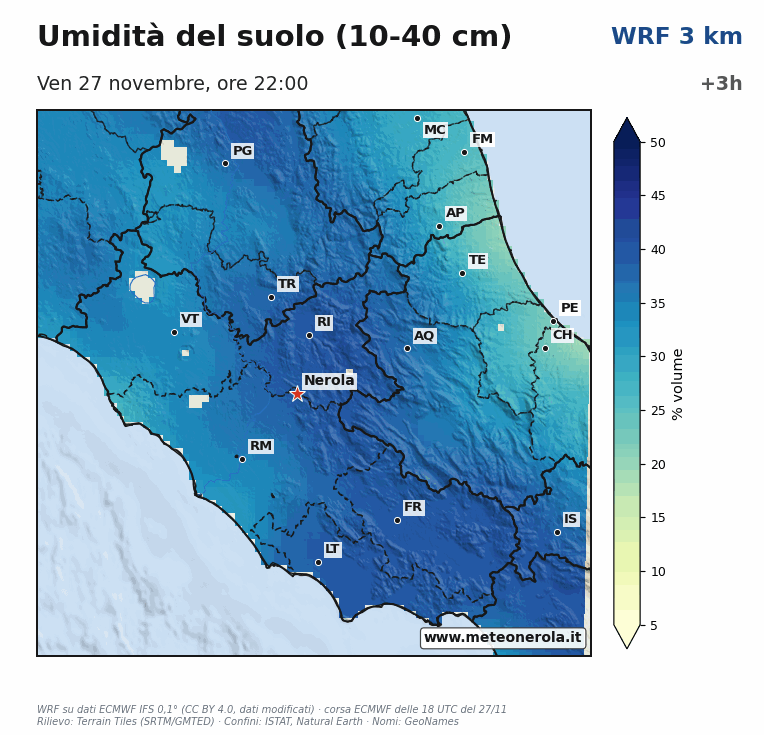 Umidità del suolo (10-40 cm)
WRF 3 km
Ven 27 novembre, ore 22:00
+3h
MC
FM
PG
AP
TE
TR
PE
VT
RI
AQ
CH
Nerola
RM
FR
IS
LT
www.meteonerola.it
50
45
40
35
30
25
20
15
10
5
% volume
WRF su dati ECMWF IFS 0,1° (CC BY 4.0, dati modificati) · corsa ECMWF delle 18 UTC del 27/11
Rilievo: Terrain Tiles (SRTM/GMTED) · Confini: ISTAT, Natural Earth · Nomi: GeoNames